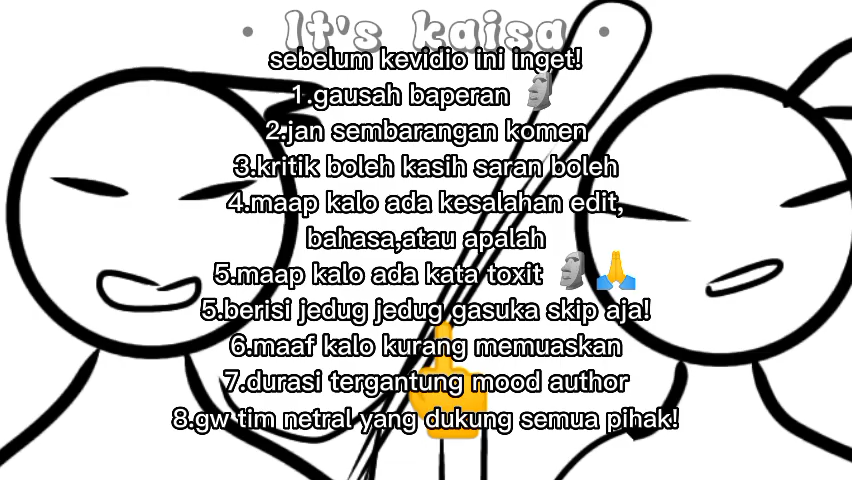 • It's kaisa •
sebelum kevidio ini inget!
1.gausah baperan 🗿
2.jan sembarangan komen
3.kritik boleh kasih saran boleh
4.maap kalo ada kesalahan edit,
bahasa,atau apalah
5.maap kalo ada kata toxit 🗿🙏
5.berisi jedug jedug gasuka skip aja!
6.maaf kalo kurang memuaskan
7.durasi tergantung mood author
8.gw tim netral yang dukung semua pihak!